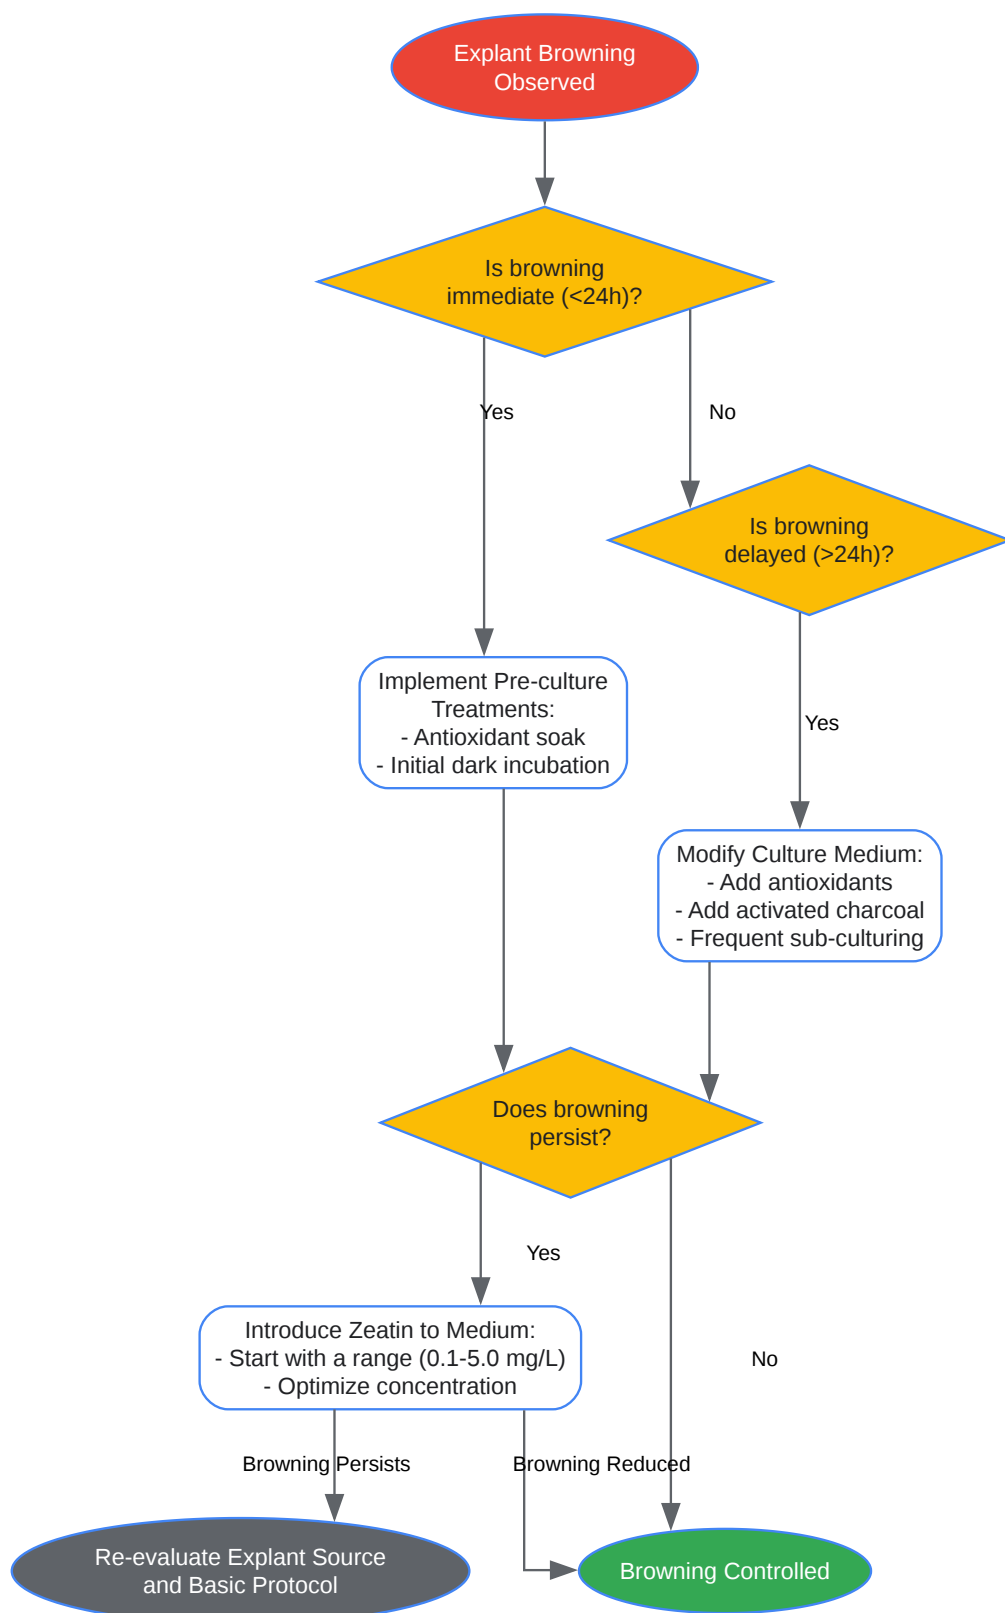 Explant Browning
Observed
Is browning
immediate (<24h)?
Yes
No
Is browning
delayed (>24h)?
Implement Pre-culture
Treatments:
- Antioxidant soak
- Initial dark incubation
Yes
Modify Culture Medium:
- Add antioxidants
- Add activated charcoal
- Frequent sub-culturing
Does browning
persist?
Yes
Introduce Zeatin to Medium:
- Start with a range (0.1-5.0 mg/L)
- Optimize concentration
No
Browning Persists
Browning Reduced
Re-evaluate Explant Source
and Basic Protocol
Browning Controlled